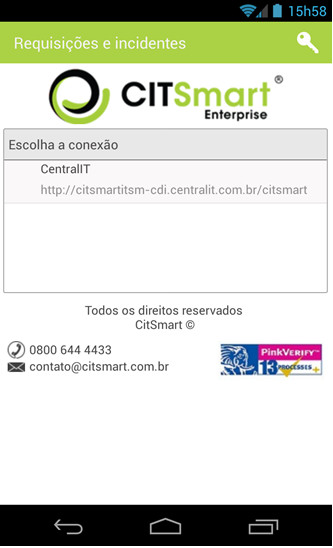 15h58
Requisições e incidentes
CITSmart®
Enterprise
Escolha a conexão
CentralIT
http://citsmartitsm-cdi.centralit.com.br/citsmart
Todos os direitos reservados
CitSmart ©
0800 644 4433
contato@citsmart.com.br
PinkVERIFY™
13 PROCESSES+